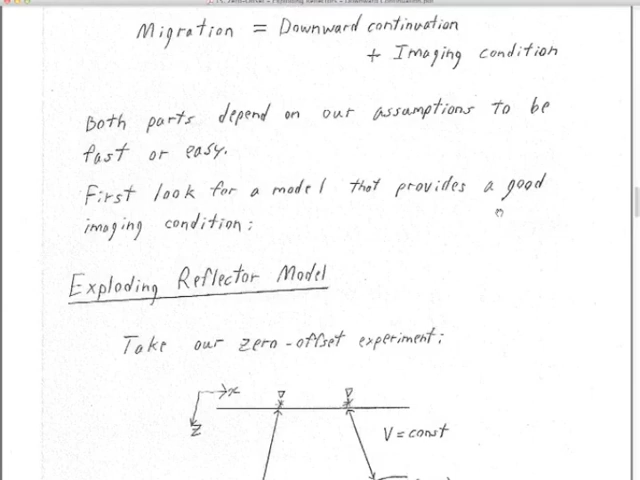 Migration = Downward continuation
+ Imaging condition
Both parts depend on our assumptions to be
fast or easy.
First look for a model that provides a good
imaging condition:
Exploding Reflector Model
Take our zero-offset experiment:
x
z
V = const